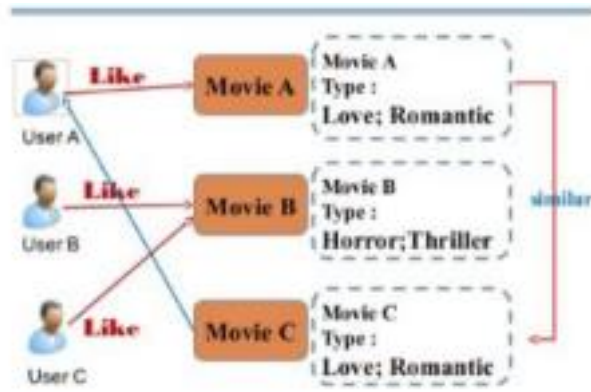 Like
User A
Movie A
Movie A
Type :
Love; Romantic
Like
User B
Movie B
Movie B
Type :
Horror;Thriller
similar
Like
User C
Movie C
Movie C
Type :
Love; Romantic